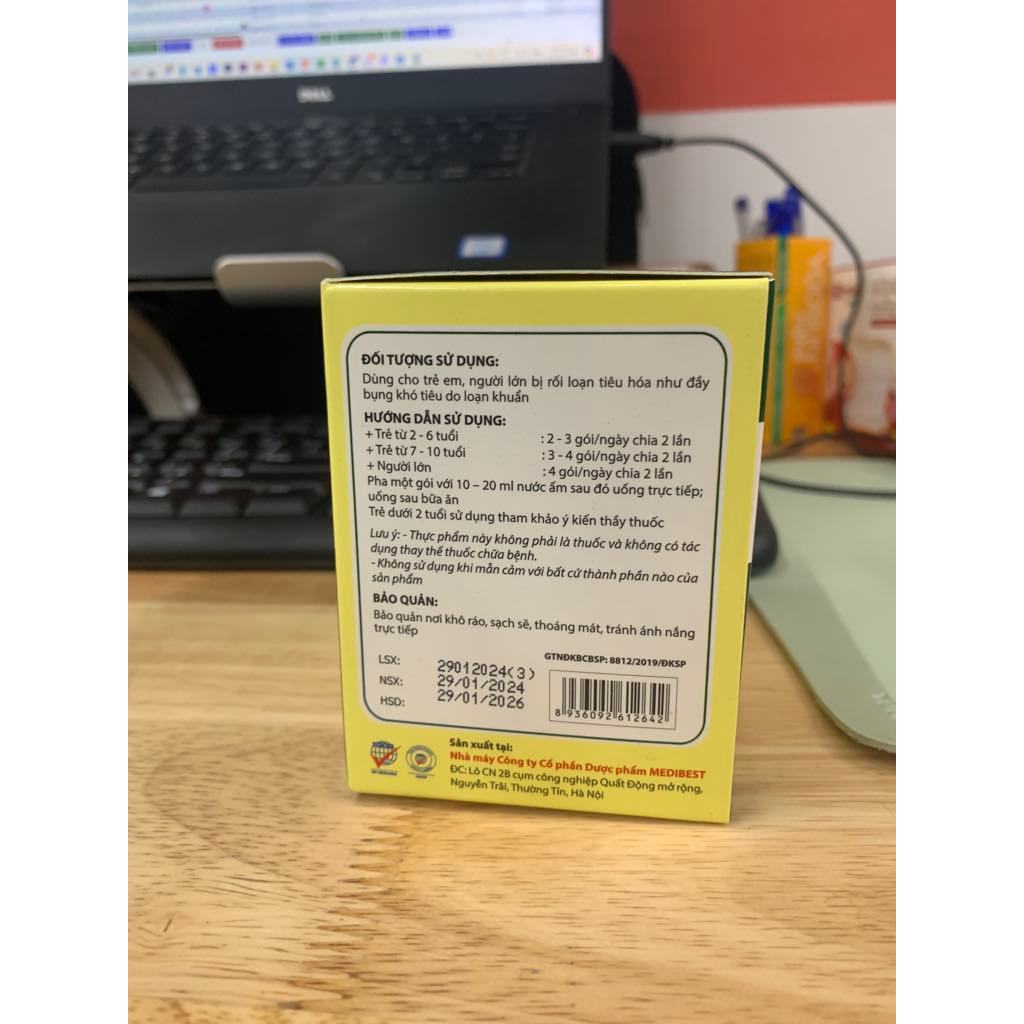 DELL
ĐỐI TƯỢNG SỬ DỤNG:
Dùng cho trẻ em, người lớn bị rối loạn tiêu hóa như đầy
bụng khó tiêu do loạn khuẩn
HƯỚNG DẪN SỬ DỤNG:
+ Trẻ từ 2 - 6 tuổi : 2 - 3 gói/ngày chia 2 lần
+ Trẻ từ 7 - 10 tuổi : 3 - 4 gói/ngày chia 2 lần
+ Người lớn : 4 gói/ngày chia 2 lần
Pha một gói với 10 – 20 ml nước ấm sau đó uống trực tiếp;
uống sau bữa ăn
Trẻ dưới 2 tuổi sử dụng tham khảo ý kiến thầy thuốc
Lưu ý: - Thực phẩm này không phải là thuốc và không có tác
dụng thay thế thuốc chữa bệnh.
- Không sử dụng khi mẫn cảm với bất cứ thành phần nào của
sản phẩm
BẢO QUẢN:
Bảo quản nơi khô ráo, sạch sẽ, thoáng mát, tránh ánh nắng
trực tiếp
GTNĐKBCBSP: 8812/2019/ĐKSP
LSX: 29012024(3)
NSX: 29/01/2024
HSD: 29/01/2026
8 936092 612642
Sản xuất tại:
Nhà máy Công ty Cổ phần Dược phẩm MEDIBEST
ĐC: Lô CN 2B cụm công nghiệp Quất Động mở rộng,
Nguyễn Trãi, Thường Tín, Hà Nội